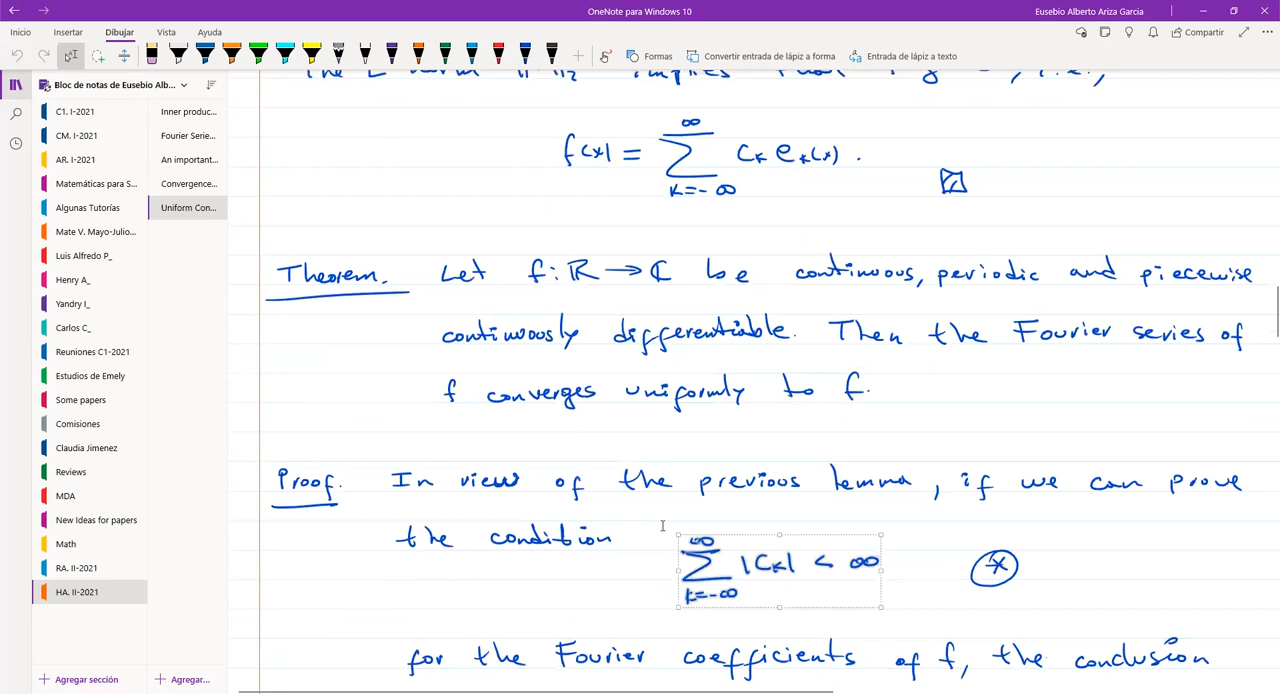 OneNote para Windows 10
Eusebio Alberto Ariza Garcia
Inicio
Insertar
Dibujar
Vista
Ayuda
Compartir
Formas
Convertir entrada de lápiz a forma
Entrada de lápiz a texto
Bloc de notas de Eusebio Alb...
C1. I-2021
CM. I-2021
AR. I-2021
Matemáticas para S...
Algunas Tutorías
Mate V. Mayo-Julio...
Luis Alfredo P_
Henry A_
Yandry I_
Carlos C_
Reuniones C1-2021
Estudios de Emely
Some papers
Comisiones
Claudia Jimenez
Reviews
MDA
New Ideas for papers
Math
RA. II-2021
HA. II-2021
Agregar sección
Inner produc...
Fourier Serie...
An important...
Convergence...
Uniform Con...
Agregar...
f(x) = ∑_{k=-∞}^{∞} c_k e_k(x).
Theorem. Let f: ℝ → ℂ be continuous, periodic and piecewise
continuously differentiable. Then the Fourier series of
f converges uniformly to f.
Proof. In view of the previous lemma, if we can prove
the condition
∑_{k=-∞}^{∞} |c_k| < ∞ (*)
for the Fourier coefficients of f, the conclusion